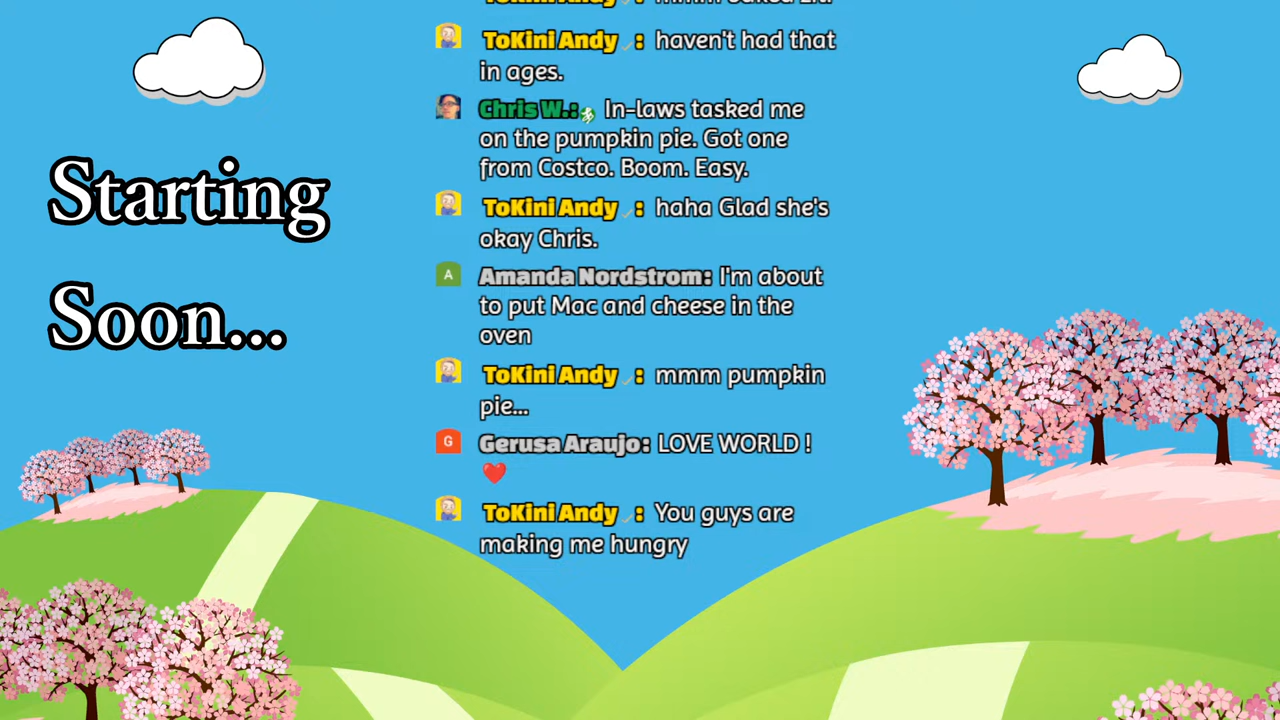 Starting
Soon...
ToKini Andy :
ToKini Andy : haven't had that
in ages.
Chris W.: In-laws tasked me
on the pumpkin pie. Got one
from Costco. Boom. Easy.
ToKini Andy : haha Glad she's
okay Chris.
A
Amanda Nordstrom: I'm about
to put Mac and cheese in the
oven
ToKini Andy : mmm pumpkin
pie...
G
Gerusa Araujo: LOVE WORLD !
❤️
ToKini Andy : You guys are
making me hungry